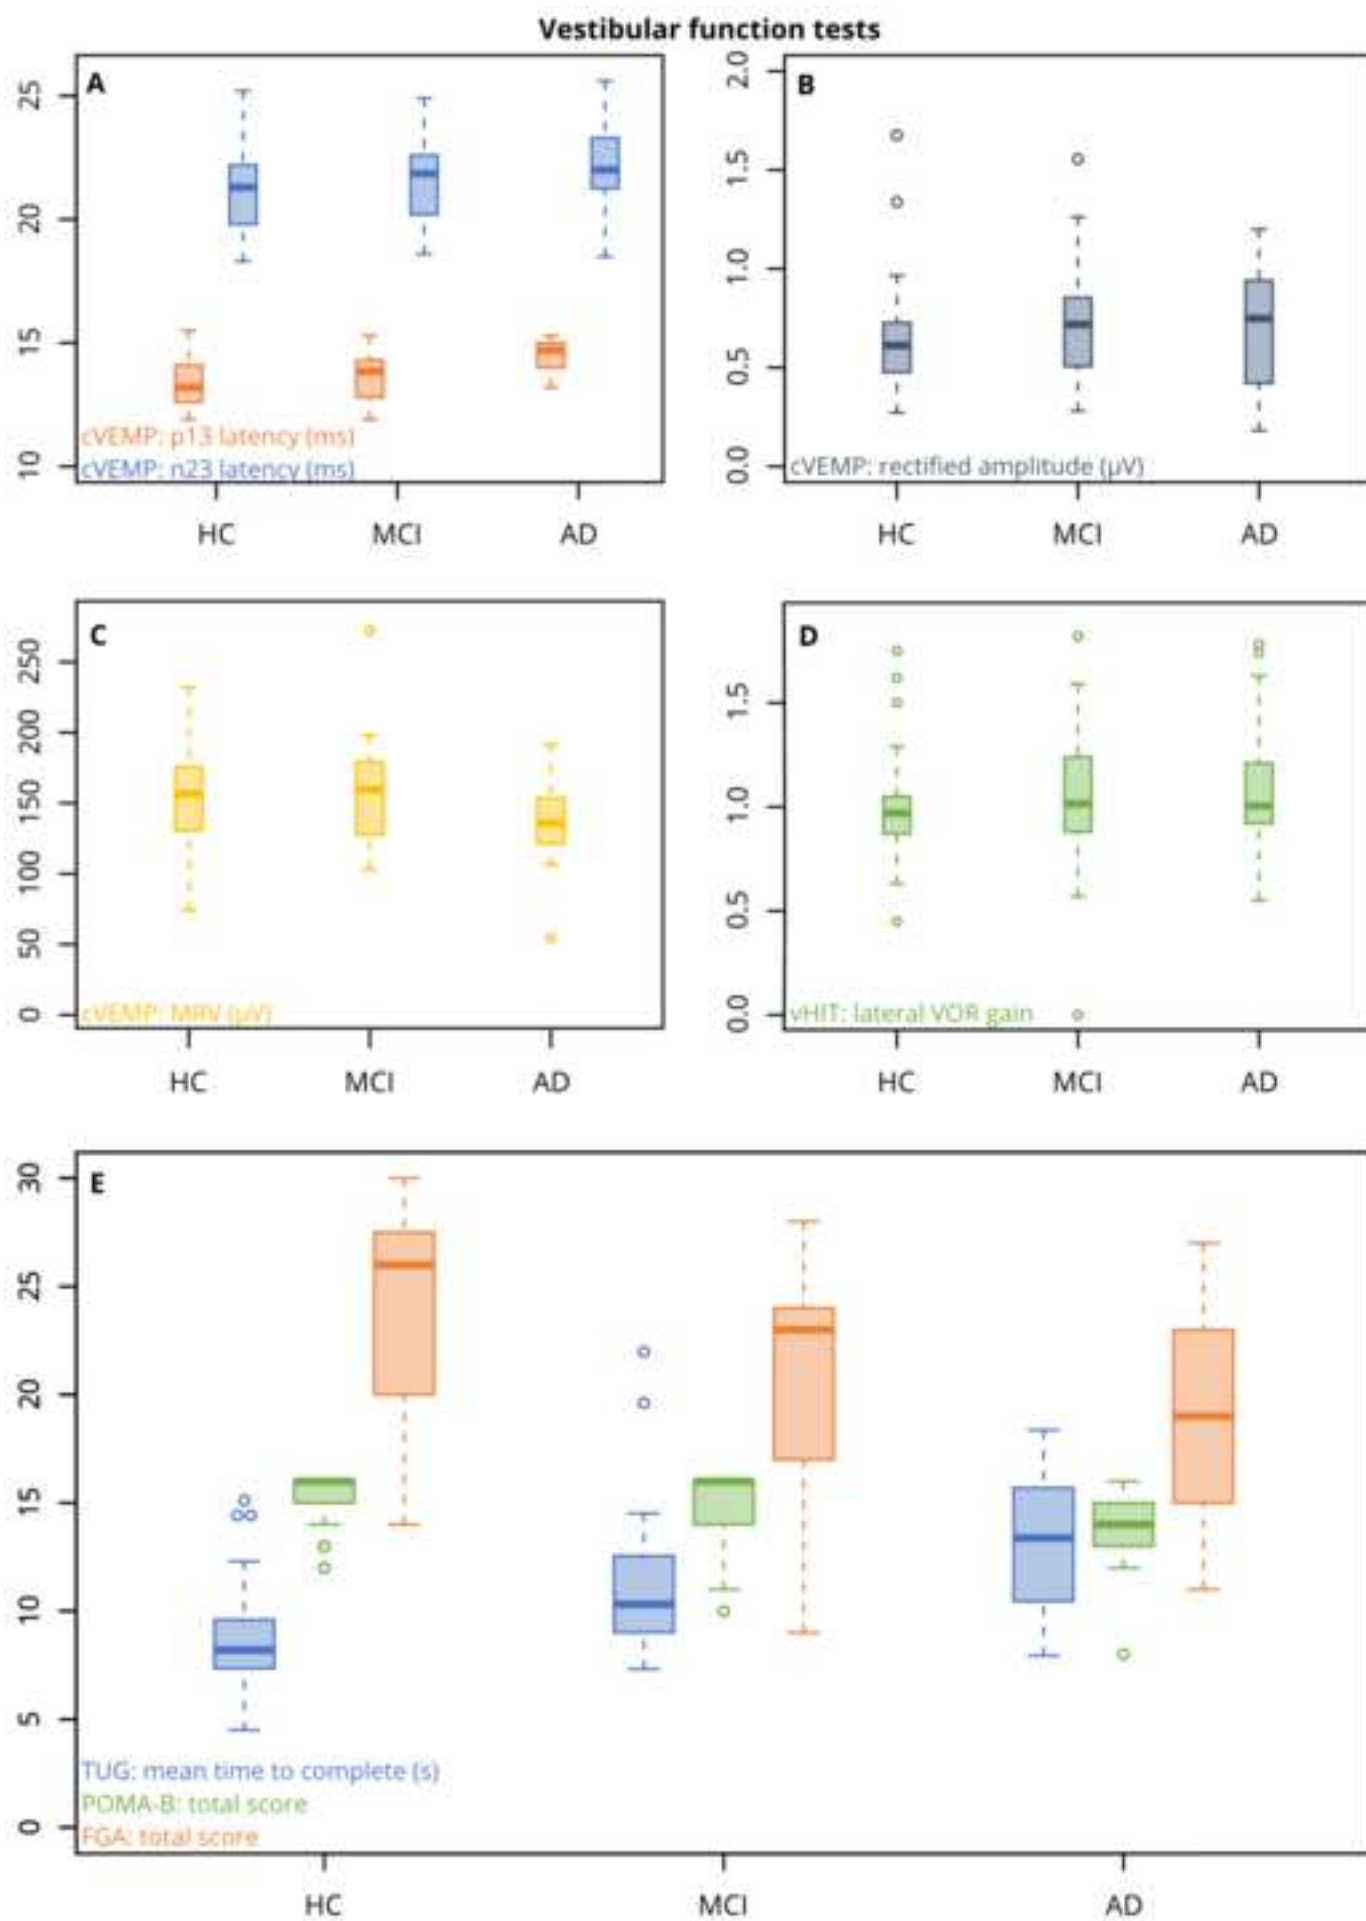 Vestibular function tests
A
25
20
15
10
cVEMP: p13 latency (ms)
cVEMP: n23 latency (ms)
HC MCI AD
B
2.0
1.5
1.0
0.5
0.0
cVEMP: rectified amplitude (µV)
HC MCI AD
C
250
200
150
100
50
0
cVEMP: MRV (µV)
HC MCI AD
D
1.5
1.0
0.5
0.0
vHIT: lateral VOR gain
HC MCI AD
E
30
25
20
15
10
5
0
TUG: mean time to complete (s)
POMA-B: total score
FGA: total score
HC MCI AD